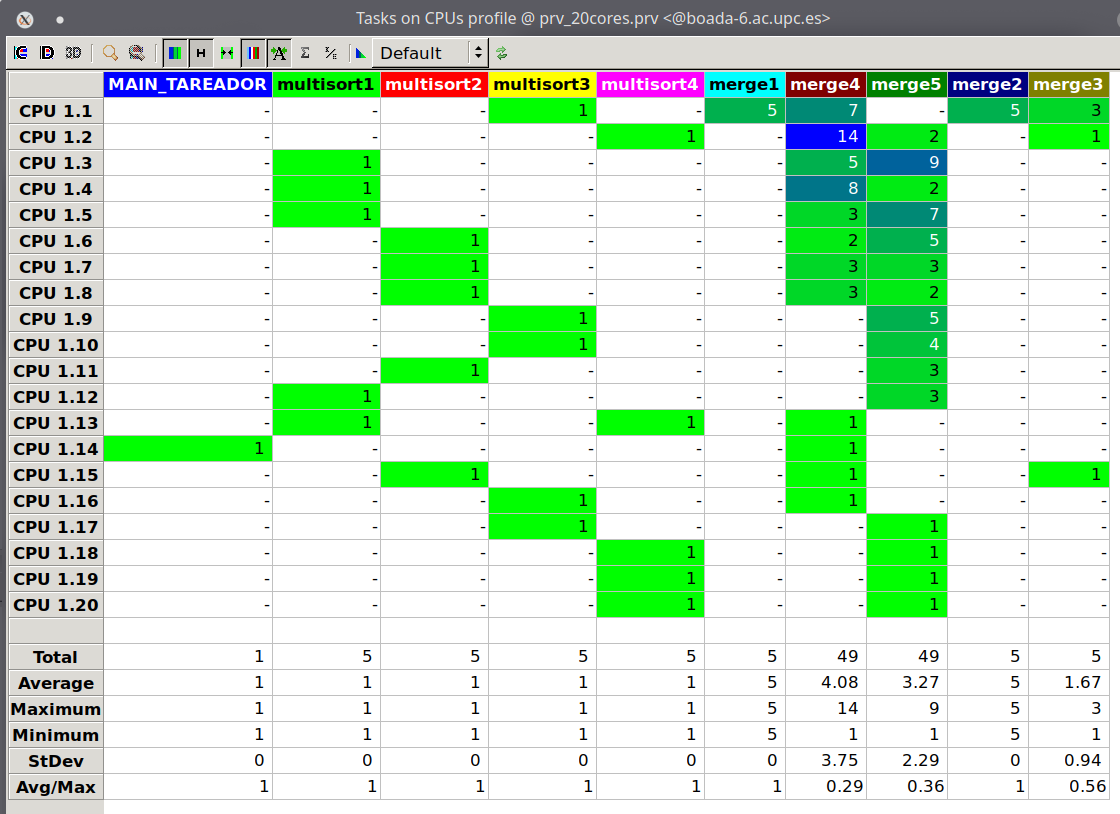 Tasks on CPUs profile @ prv_20cores.prv <@boada-6.ac.upc.es>
3D Σ Default
MAIN_TAREADOR multisort1 multisort2 multisort3 multisort4 merge1 merge4 merge5 merge2 merge3
CPU 1.1 - - - 1 - 5 7 - 5 3
CPU 1.2 - - - - 1 - 14 2 - 1
CPU 1.3 - 1 - - - - 5 9 - -
CPU 1.4 - 1 - - - - 8 2 - -
CPU 1.5 - 1 - - - - 3 7 - -
CPU 1.6 - - 1 - - - 2 5 - -
CPU 1.7 - - 1 - - - 3 3 - -
CPU 1.8 - - 1 - - - 3 2 - -
CPU 1.9 - - - 1 - - - 5 - -
CPU 1.10 - - - 1 - - - 4 - -
CPU 1.11 - - 1 - - - - 3 - -
CPU 1.12 - 1 - - - - - 3 - -
CPU 1.13 - 1 - - 1 - 1 - - -
CPU 1.14 1 - - - - - 1 - - -
CPU 1.15 - - 1 - - - 1 - - 1
CPU 1.16 - - - 1 - - 1 - - -
CPU 1.17 - - - 1 - - - 1 - -
CPU 1.18 - - - - 1 - - 1 - -
CPU 1.19 - - - - 1 - - 1 - -
CPU 1.20 - - - - 1 - - 1 - -
Total 1 5 5 5 5 5 49 49 5 5
Average 1 1 1 1 1 5 4.08 3.27 5 1.67
Maximum 1 1 1 1 1 5 14 9 5 3
Minimum 1 1 1 1 1 5 1 1 5 1
StDev 0 0 0 0 0 0 3.75 2.29 0 0.94
Avg/Max 1 1 1 1 1 1 0.29 0.36 1 0.56